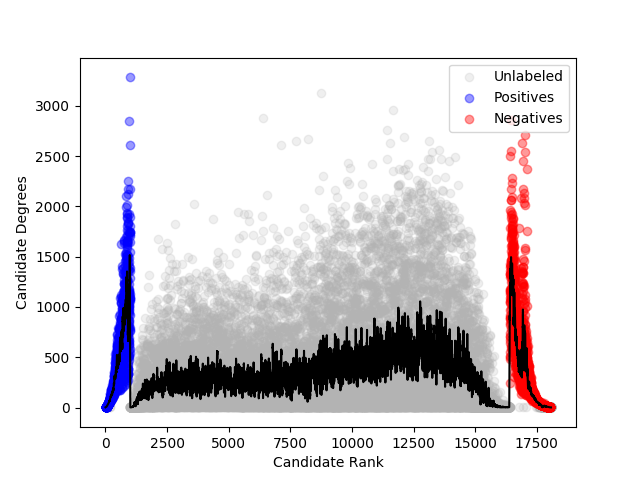 Unlabeled
Positives
Negatives
3000
2500
2000
1500
1000
500
0
Candidate Degrees
0 2500 5000 7500 10000 12500 15000 17500
Candidate Rank